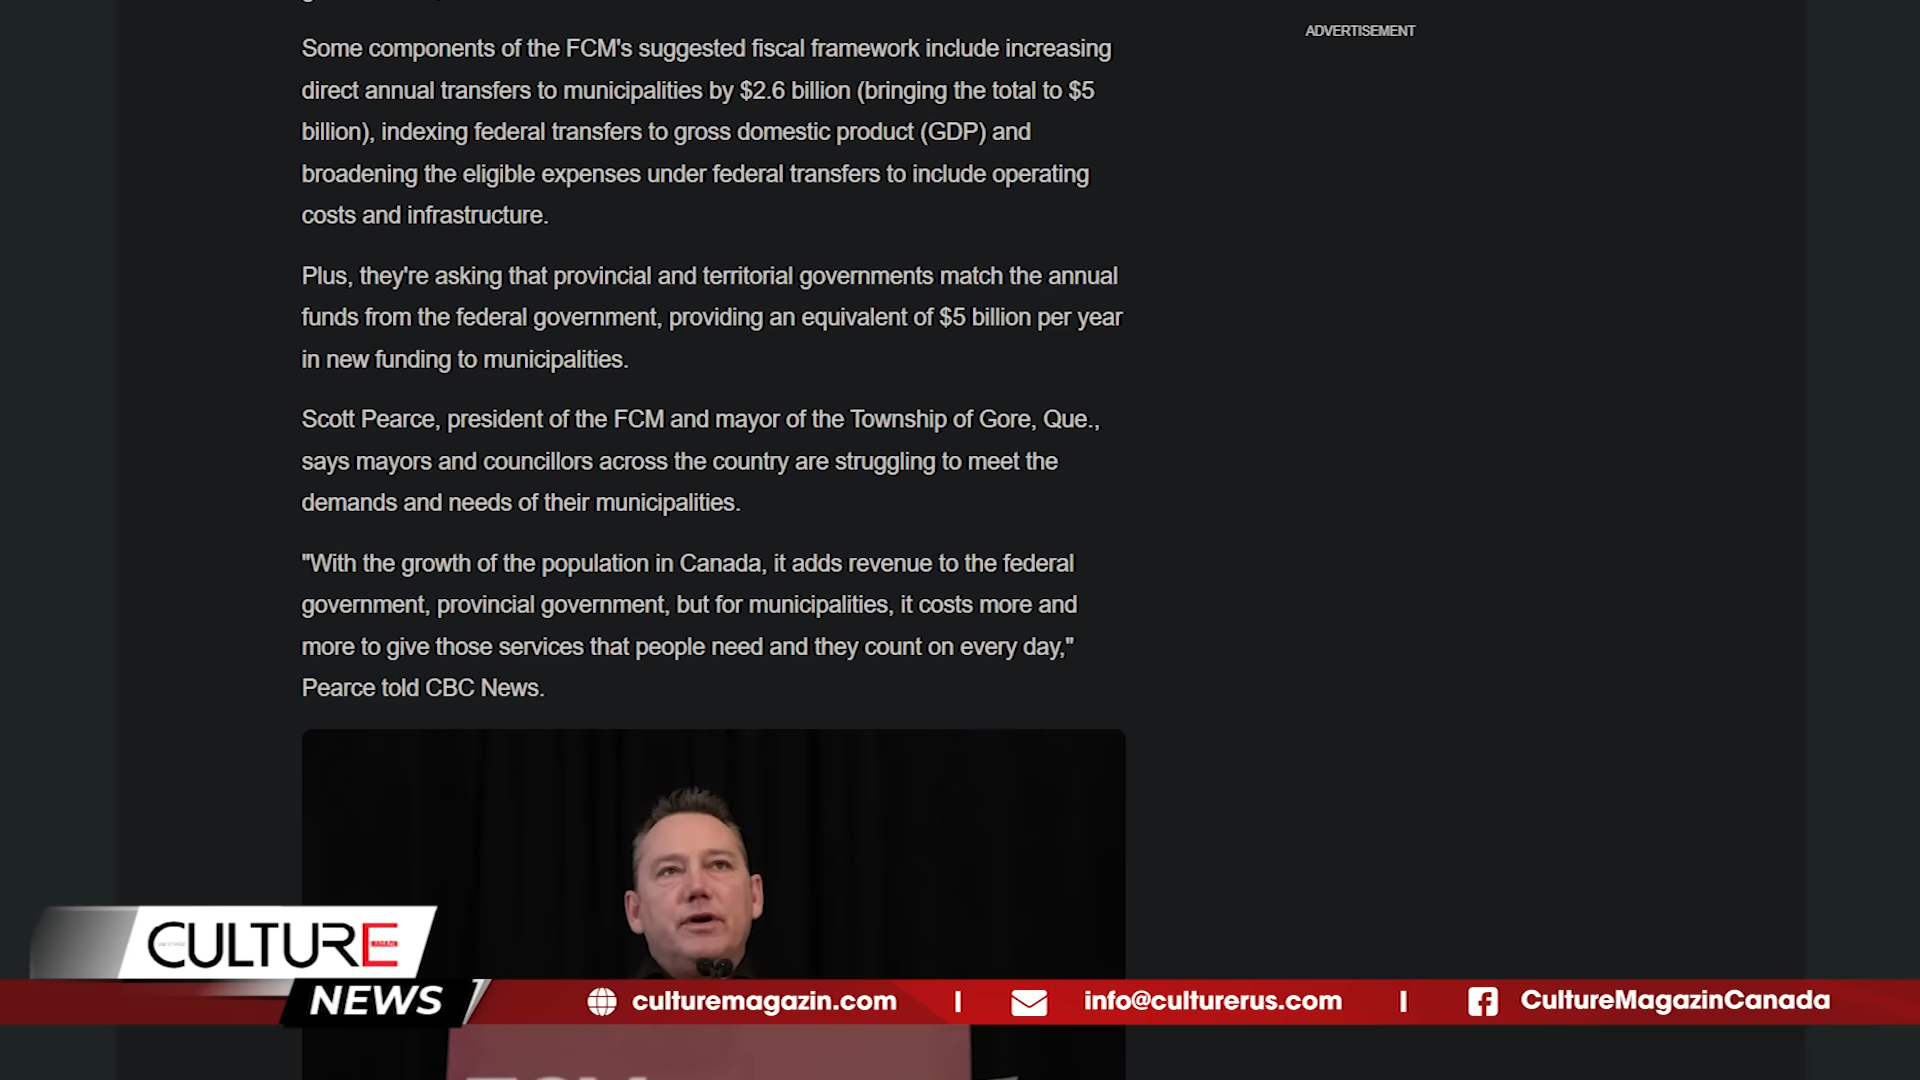 ADVERTISEMENT
Some components of the FCM's suggested fiscal framework include increasing
direct annual transfers to municipalities by $2.6 billion (bringing the total to $5
billion), indexing federal transfers to gross domestic product (GDP) and
broadening the eligible expenses under federal transfers to include operating
costs and infrastructure.
Plus, they're asking that provincial and territorial governments match the annual
funds from the federal government, providing an equivalent of $5 billion per year
in new funding to municipalities.
Scott Pearce, president of the FCM and mayor of the Township of Gore, Que.,
says mayors and councillors across the country are struggling to meet the
demands and needs of their municipalities.
"With the growth of the population in Canada, it adds revenue to the federal
government, provincial government, but for municipalities, it costs more and
more to give those services that people need and they count on every day,"
Pearce told CBC News.
CULTURE
NEWS
culturemagazin.com | info@culturerus.com | CultureMagazinCanada